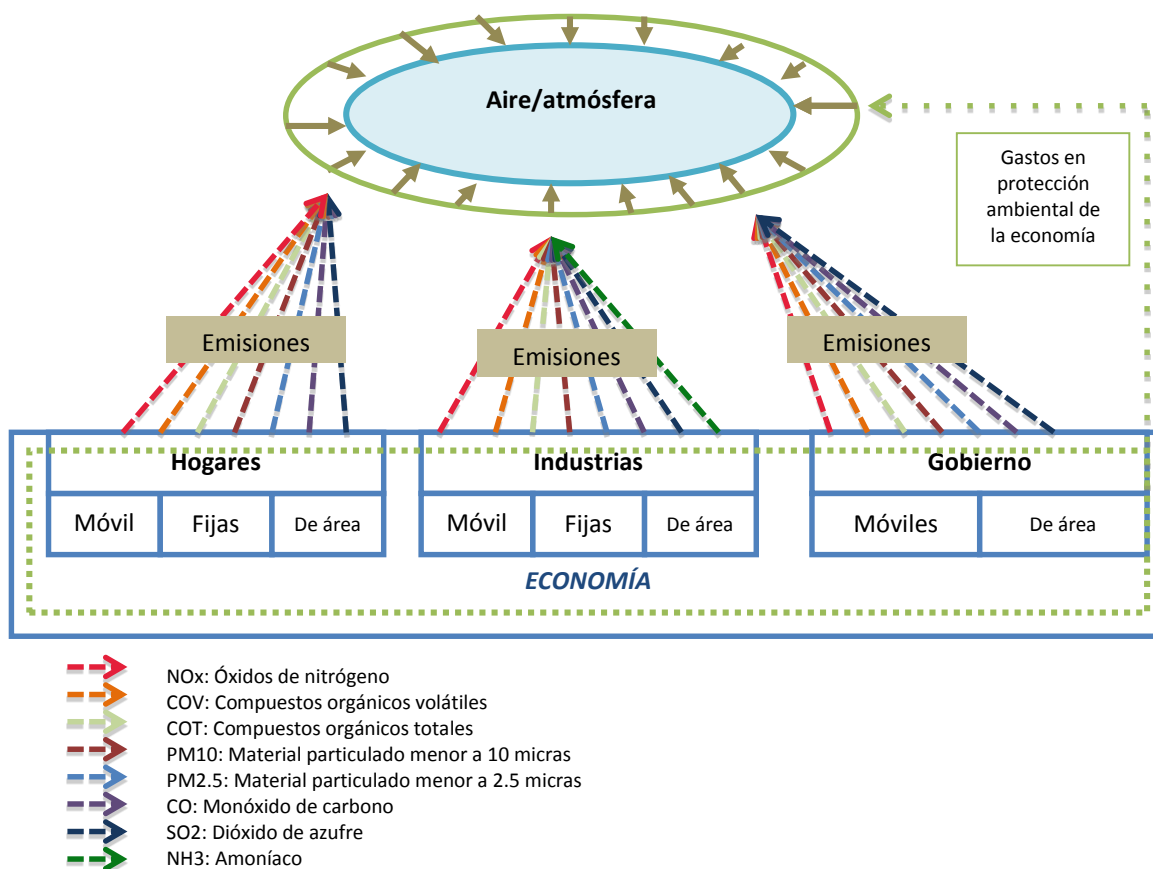 Aire/atmósfera
Gastos en
protección
ambiental de
la economía
Emisiones
Emisiones
Emisiones
Hogares
Industrias
Gobierno
Móvil
Fijas
De área
Móvil
Fijas
De área
Móviles
De área
ECONOMÍA
NOx: Óxidos de nitrógeno
COV: Compuestos orgánicos volátiles
COT: Compuestos orgánicos totales
PM10: Material particulado menor a 10 micras
PM2.5: Material particulado menor a 2.5 micras
CO: Monóxido de carbono
SO2: Dióxido de azufre
NH3: Amoníaco